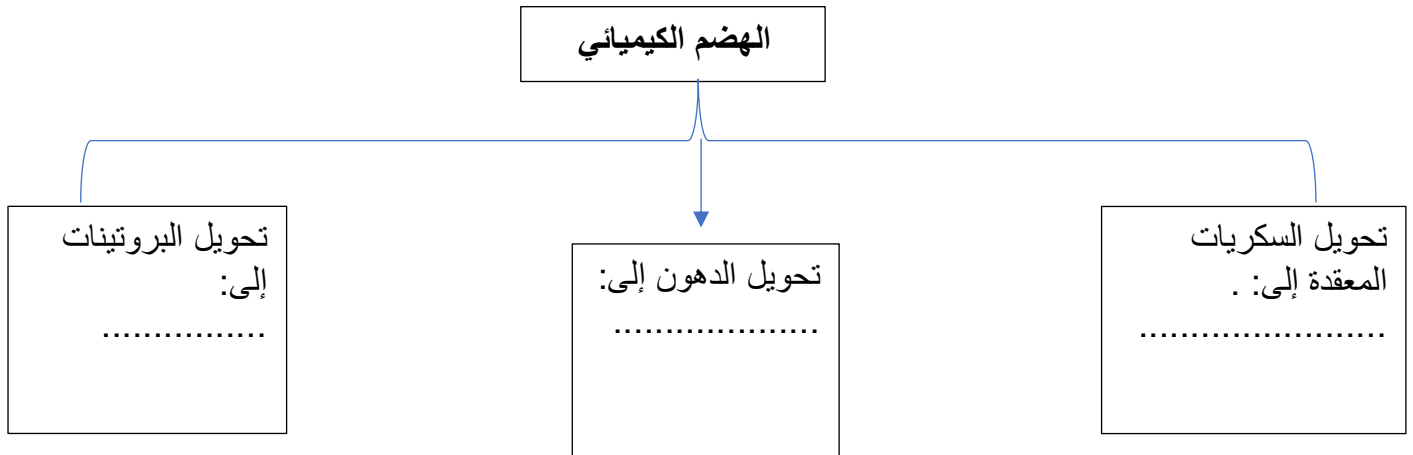 الهضم الكيميائي
تحويل السكريات
المعقدة إلى: .
........................
تحويل الدهون إلى:
....................
تحويل البروتينات
إلى:
................